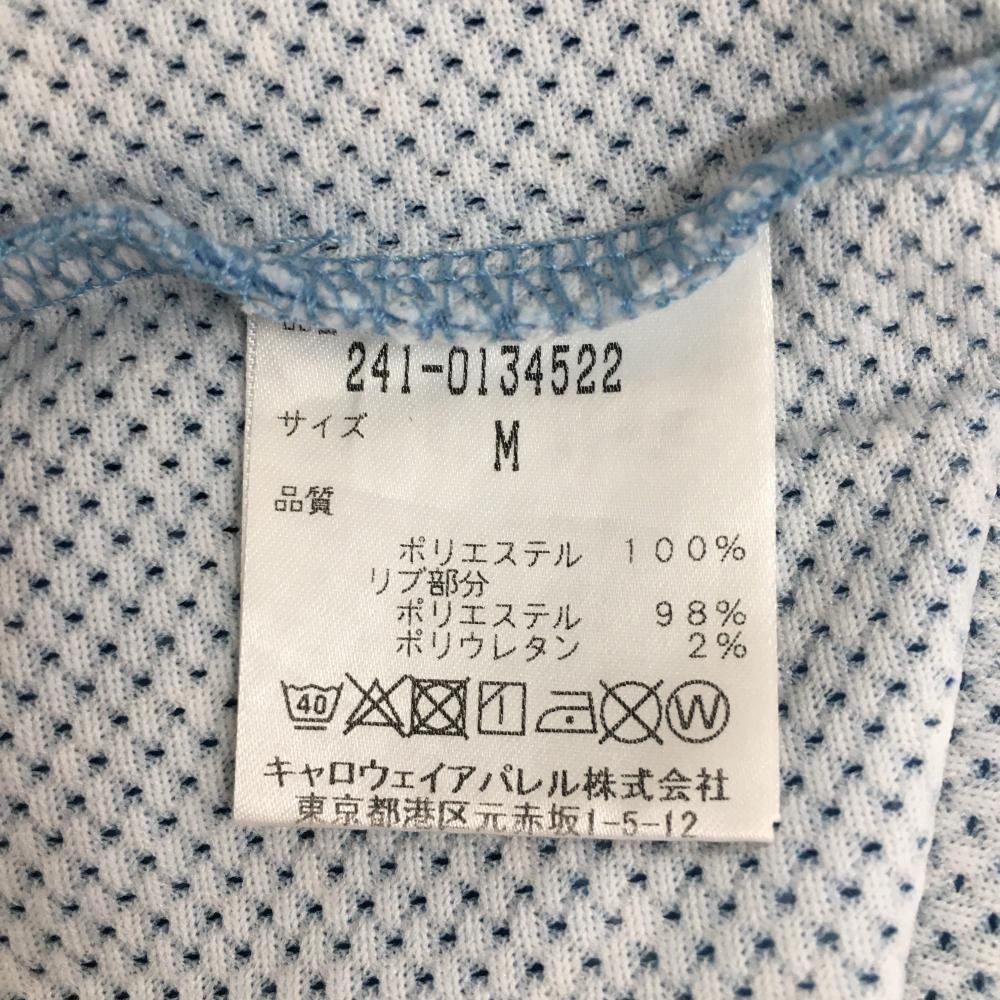 241-0134522
サイズ
M
品質
ポリエステル 100%
リブ部分
ポリエステル 98%
ポリウレタン 2%
40 W
キャロウェイアパレル株式会社
東京都港区元赤坂1-5-12